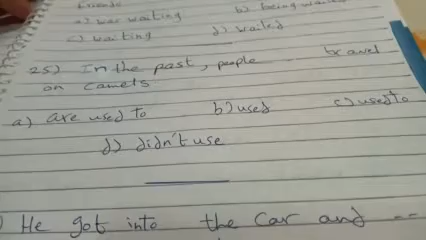 friends
a) was waiting b) being
c) waiting d) waited
25) In the past, people travel
on camels
a) are used to b) used c) used to
d) didn't use
) He got into the car and --